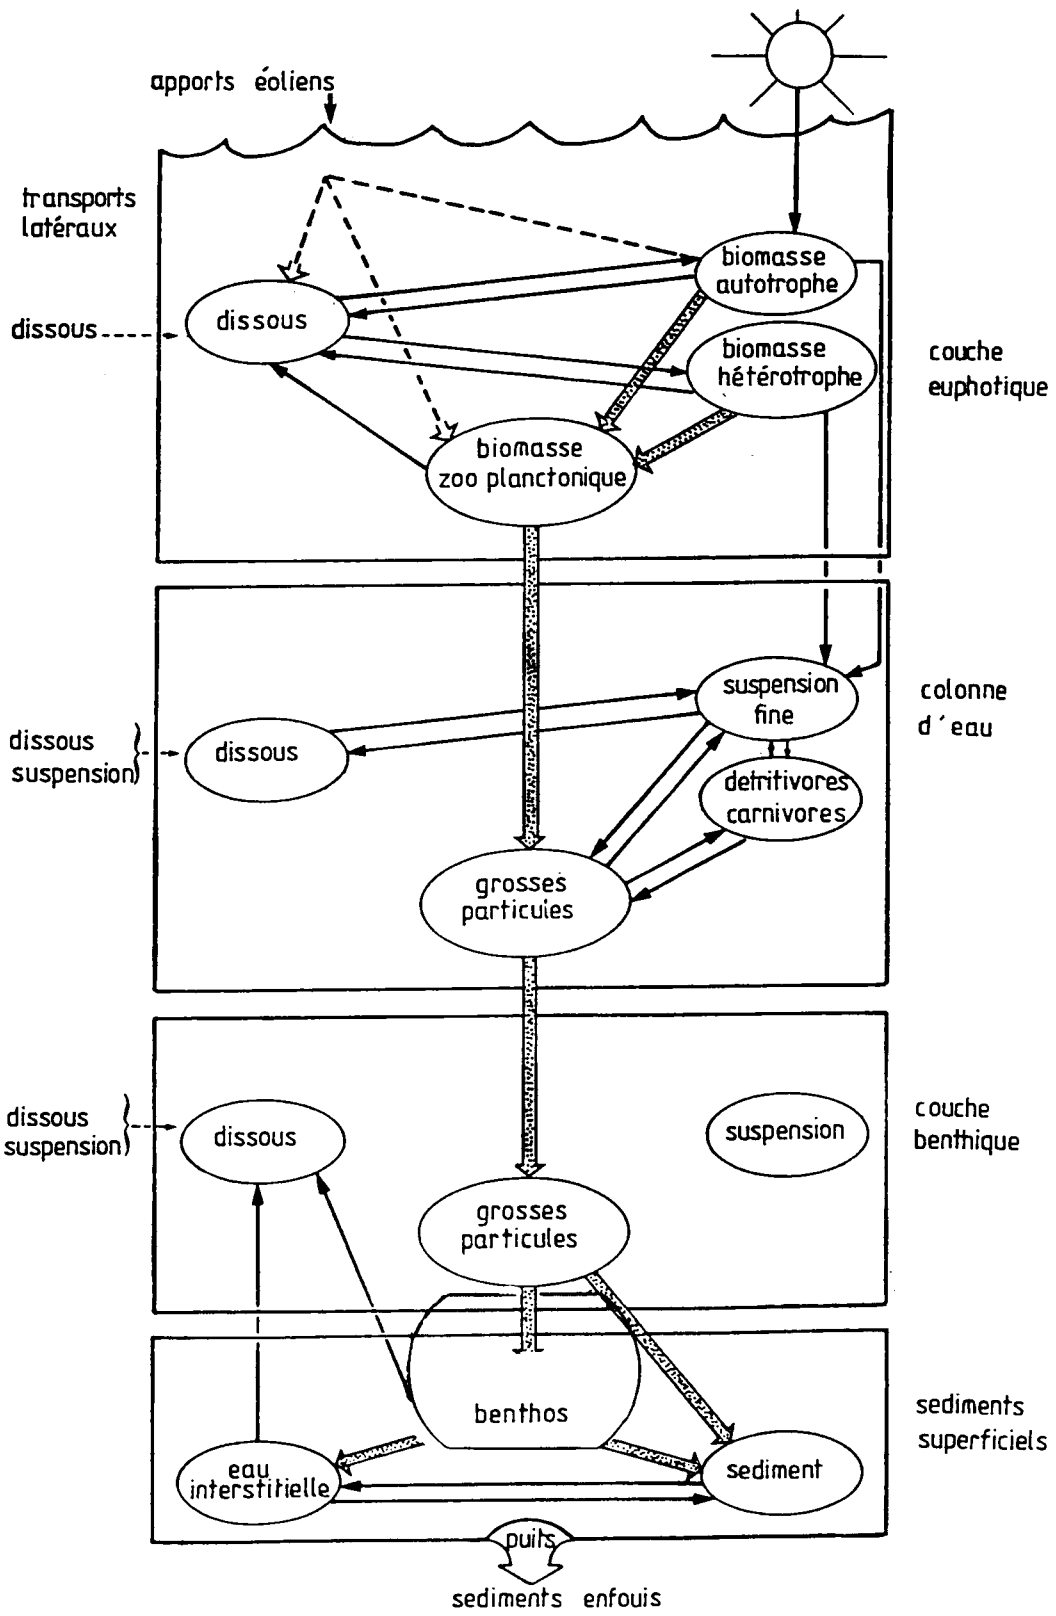 apports éoliens
transports
latéraux
biomasse
autotrophe
dissous
dissous
biomasse
hétérotrophe
couche
euphotique
biomasse
zoo planctonique
suspension
fine
colonne
d'eau
dissous
suspension
dissous
detritivores
carnivores
grosses
particules
dissous
suspension
dissous
suspension
couche
benthique
grosses
particules
benthos
sediments
superficiels
eau
interstitielle
sediment
puits
sediments enfouis